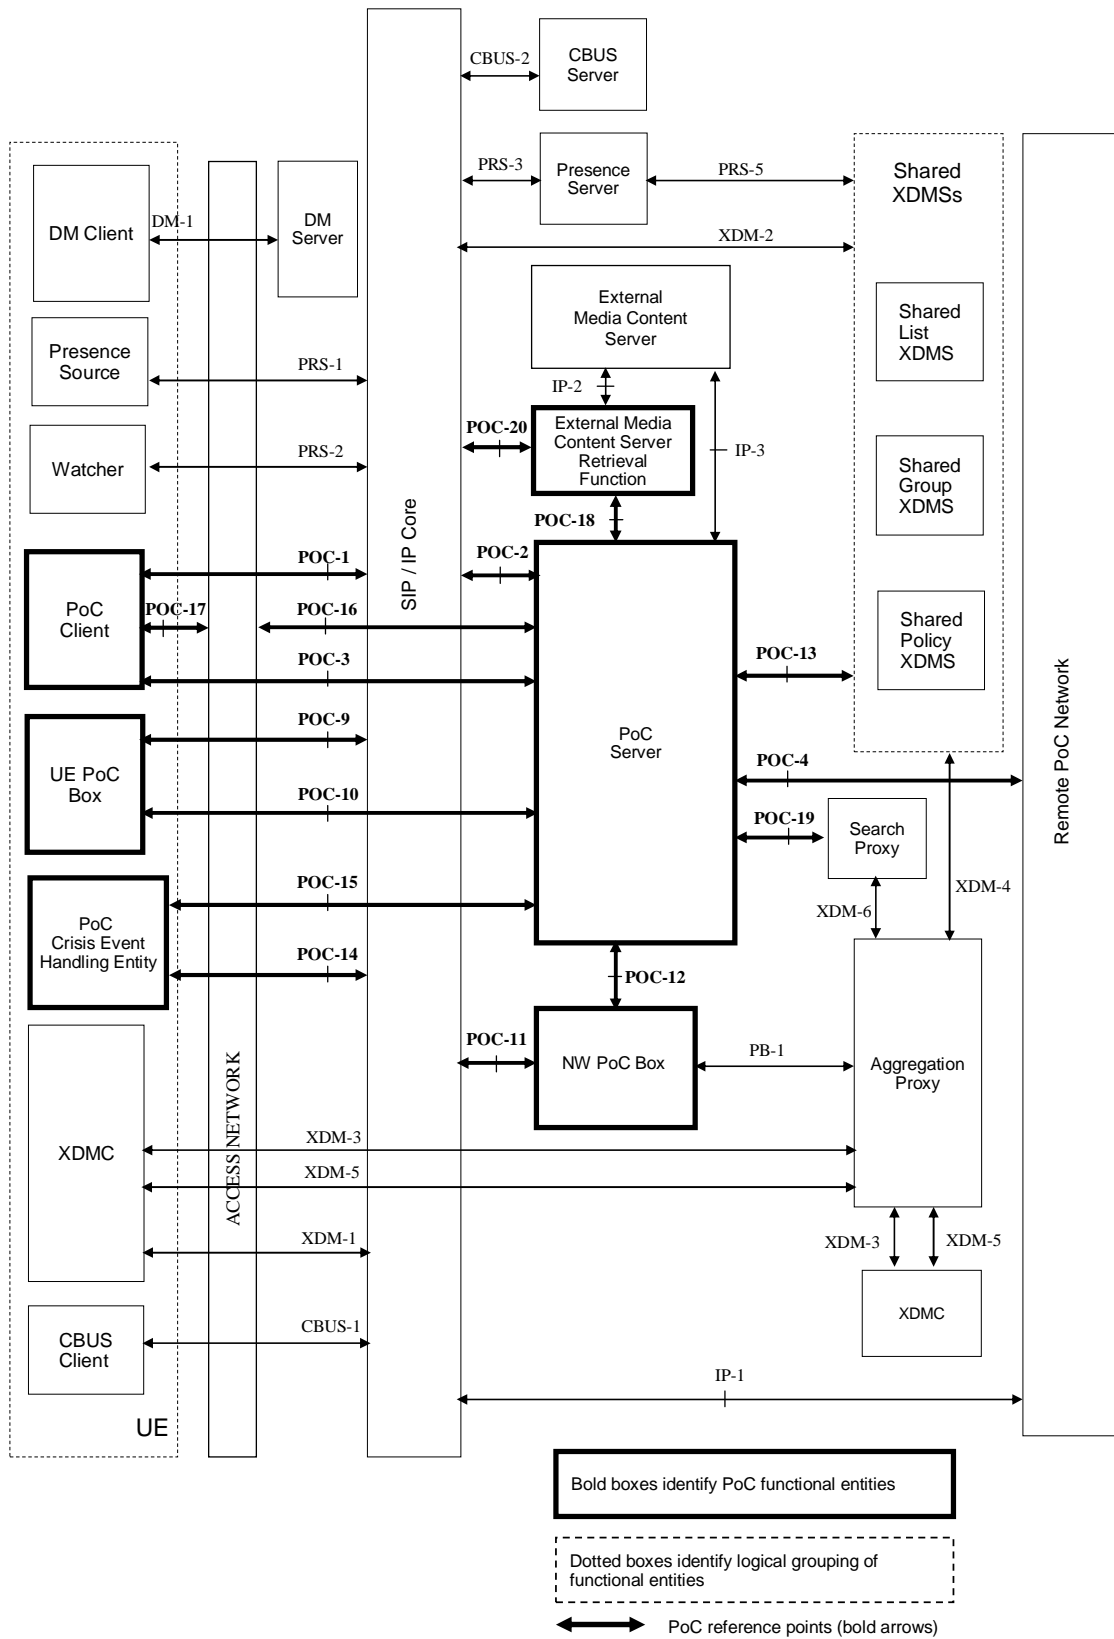 CBUS-2
CBUS
Server
PRS-3
Presence
Server
PRS-5
Shared
XDMSs
DM Client
DM-1
DM
Server
XDM-2
External
Media Content
Server
Shared
List
XDMS
Presence
Source
PRS-1
IP-2
POC-20
External Media
Content Server
Retrieval
Function
IP-3
Watcher
PRS-2
Shared
Group
XDMS
SIP / IP Core
POC-18
POC-1
POC-2
PoC
Client
POC-17
POC-16
POC-3
Shared
Policy
XDMS
POC-13
Remote PoC Network
POC-9
UE PoC
Box
PoC
Server
POC-4
POC-10
POC-19
Search
Proxy
POC-15
XDM-6
XDM-4
PoC
Crisis Event
Handling Entity
POC-14
POC-12
POC-11
NW PoC Box
PB-1
Aggregation
Proxy
ACCESS NETWORK
XDMC
XDM-3
XDM-5
XDM-1
XDM-3
XDM-5
XDMC
CBUS
Client
CBUS-1
IP-1
UE
Bold boxes identify PoC functional entities
Dotted boxes identify logical grouping of
functional entities
PoC reference points (bold arrows)